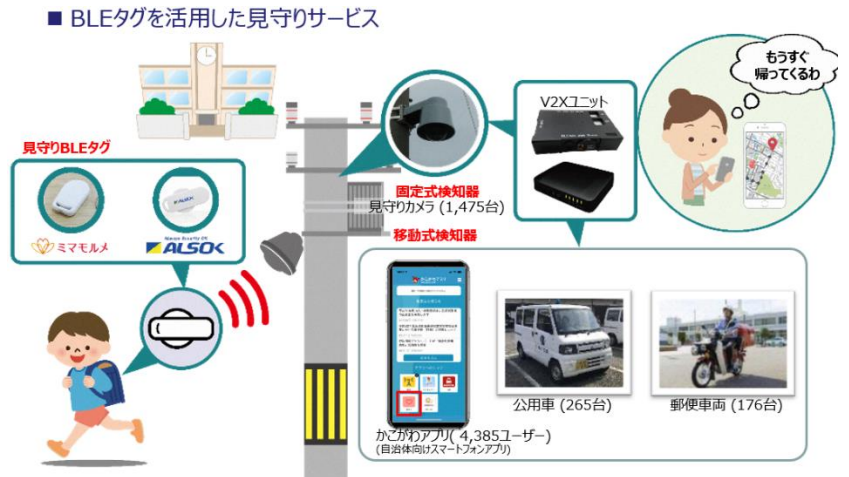 ■ BLEタグを活用した見守りサービス
もうすぐ
帰ってくるわ
V2Xユニット
見守りBLEタグ
固定式検知器
見守りカメラ (1,475台)
移動式検知器
ミマモルメ
ALSOK
ALSOK
公用車 (265台)
郵便車両 (176台)
かこがわアプリ( 4,385ユーザー)
(自治体向けスマートフォンアプリ)